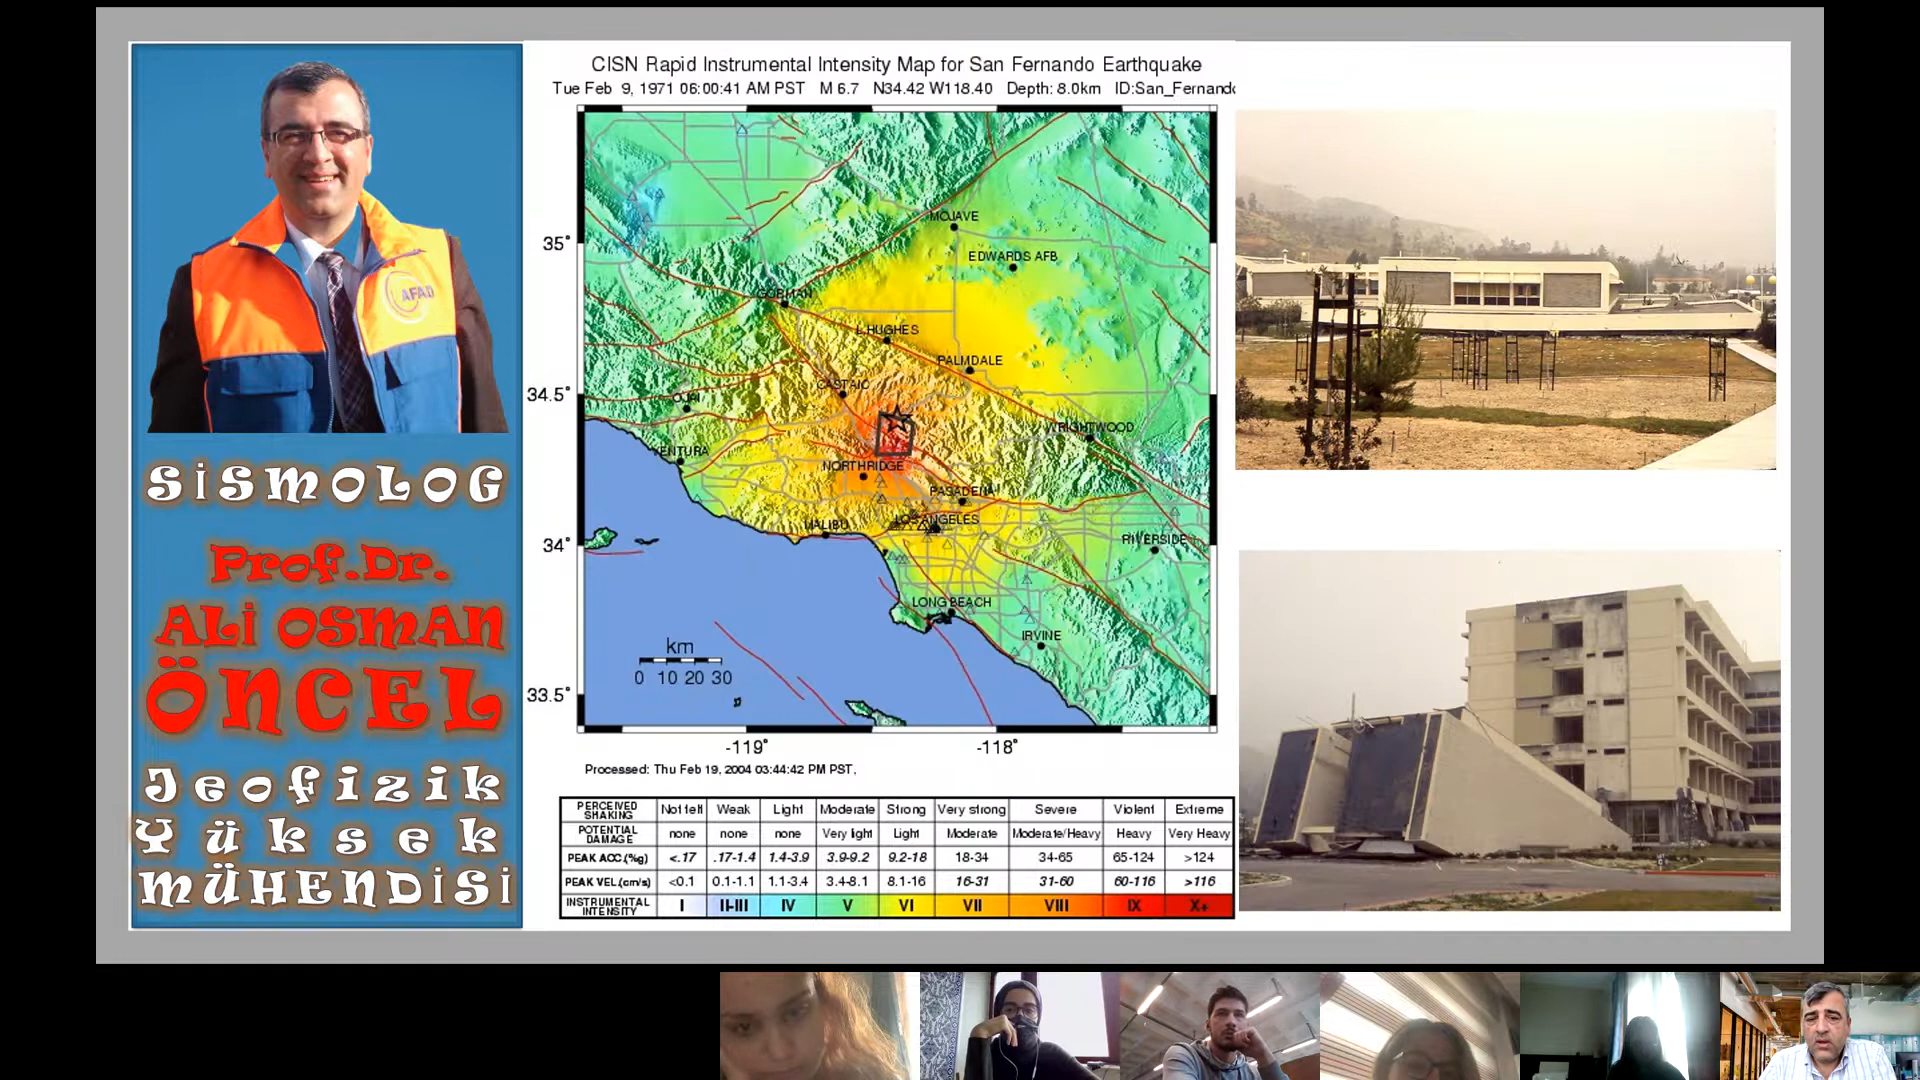 AFAD
SİSMOLOG
Prof.Dr.
ALİ OSMAN
ÖNCEL
Jeofizik
Yüksek
MÜHENDİSİ
CISN Rapid Instrumental Intensity Map for San Fernando Earthquake
Tue Feb 9, 1971 06:00:41 AM PST M 6.7 N34.42 W118.40 Depth: 8.0km ID:San_Fernando
MOJAVE
35°
EDWARDS AFB
GORMAN
L.HUGHES
PALMDALE
CASTAIC
34.5°
OJAI
WRIGHTWOOD
VENTURA
NORTHRIDGE
PASADENA
LOS ANGELES
MALIBU
34°
RIVERSIDE
LONG BEACH
IRVINE
km
0 10 20 30
33.5°
-119° -118°
Processed: Thu Feb 19, 2004 03:44:42 PM PST,
PERCEIVED SHAKING Not felt Weak Light Moderate Strong Very strong Severe Violent Extreme
POTENTIAL DAMAGE none none none Very light Light Moderate Moderate/Heavy Heavy Very Heavy
PEAK ACC.(%g) <.17 .17-1.4 1.4-3.9 3.9-9.2 9.2-18 18-34 34-65 65-124 >124
PEAK VEL.(cm/s) <0.1 0.1-1.1 1.1-3.4 3.4-8.1 8.1-16 16-31 31-60 60-116 >116
INSTRUMENTAL INTENSITY I II-III IV V VI VII VIII IX X+